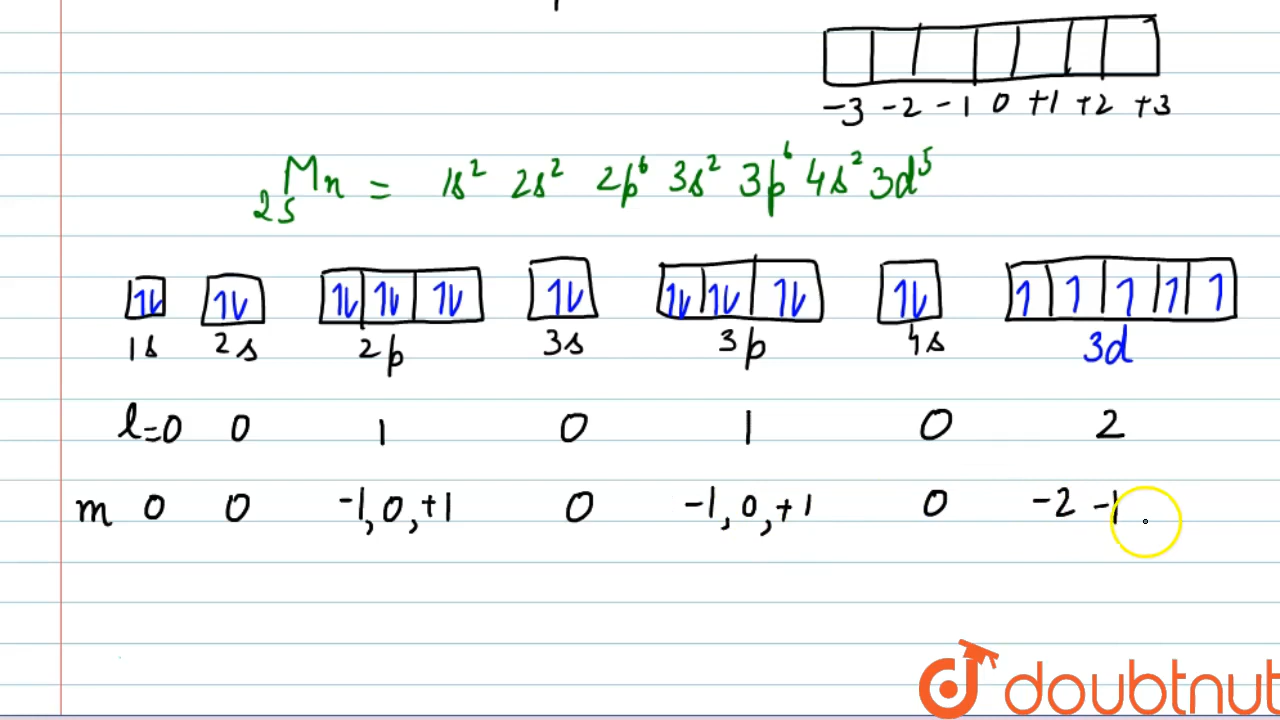 -3 -2 -1 0 +1 +2 +3
₂₅Mn = 1s² 2s² 2p⁶ 3s² 3p⁶ 4s² 3d⁵
1s 2s 2p 3s 3p 4s 3d
l=0 0 1 0 1 0 2
m 0 0 -1, 0, +1 0 -1, 0, +1 0 -2 -1
doubtnut